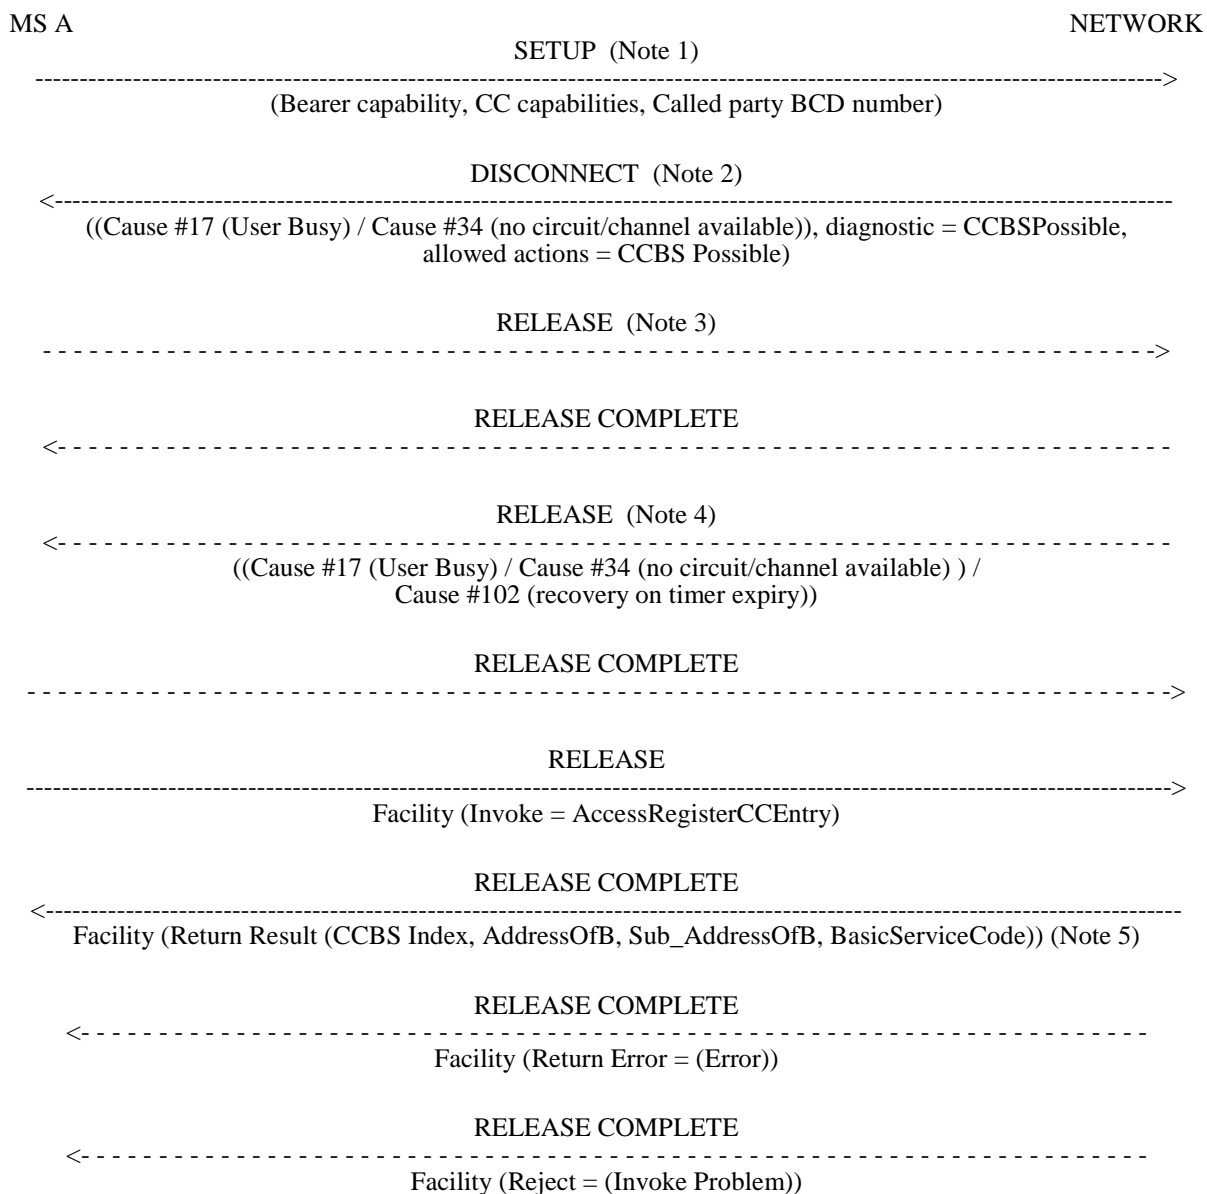 MS A NETWORK
SETUP (Note 1)
(Bearer capability, CC capabilities, Called party BCD number)
DISCONNECT (Note 2)
((Cause #17 (User Busy) / Cause #34 (no circuit/channel available)), diagnostic = CCBSPossible,
allowed actions = CCBS Possible)
RELEASE (Note 3)
RELEASE COMPLETE
RELEASE (Note 4)
((Cause #17 (User Busy) / Cause #34 (no circuit/channel available) ) /
Cause #102 (recovery on timer expiry))
RELEASE COMPLETE
RELEASE
Facility (Invoke = AccessRegisterCCEntry)
RELEASE COMPLETE
Facility (Return Result (CCBS Index, AddressOfB, Sub_AddressOfB, BasicServiceCode)) (Note 5)
RELEASE COMPLETE
Facility (Return Error = (Error))
RELEASE COMPLETE
Facility (Reject = (Invoke Problem))